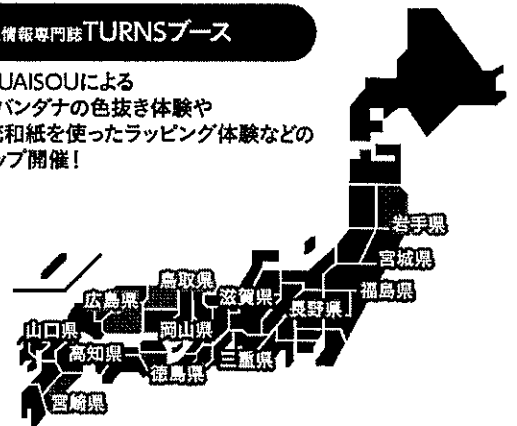 情報専門誌TURNSブース
UAISOUによる
バンダナの色抜き体験や
和紙を使ったラッピング体験などの
ップ開催!
岩手県
宮城県
福島県
鳥取県
広島県
滋賀県
長野県
山口県
岡山県
高知県
三重県
徳島県
宮崎県